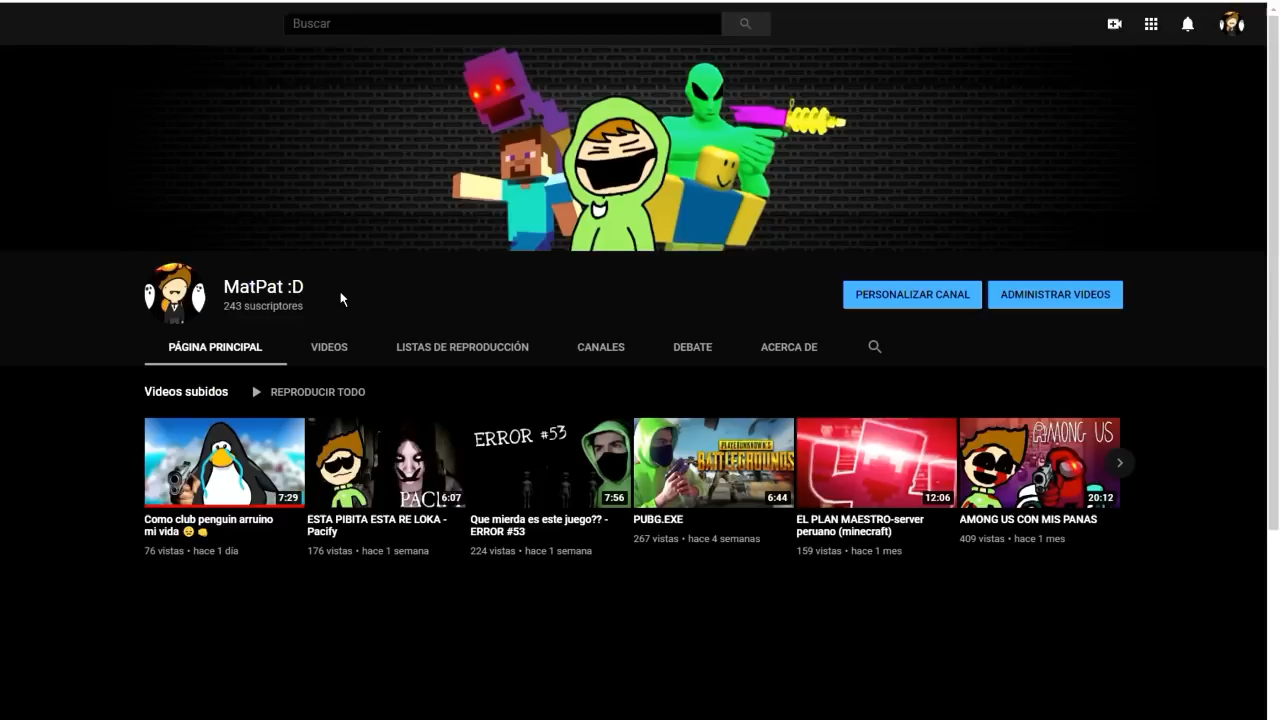 Buscar
MatPat :D
243 suscriptores
PERSONALIZAR CANAL
ADMINISTRAR VIDEOS
PÁGINA PRINCIPAL
VIDEOS
LISTAS DE REPRODUCCIÓN
CANALES
DEBATE
ACERCA DE
Videos subidos
REPRODUCIR TODO
7:29
Como club penguin arruino
mi vida 😣👊
76 vistas • hace 1 día
PACI
6:07
ESTA PIBITA ESTA RE LOKA -
Pacify
176 vistas • hace 1 semana
ERROR #53
7:56
Que mierda es este juego?? -
ERROR #53
224 vistas • hace 1 semana
PLAYERUNKNOWN'S
BATTLEGROUNDS
6:44
PUBG.EXE
267 vistas • hace 4 semanas
12:06
EL PLAN MAESTRO-server
peruano (minecraft)
159 vistas • hace 1 mes
AMONG US
20:12
AMONG US CON MIS PANAS
409 vistas • hace 1 mes